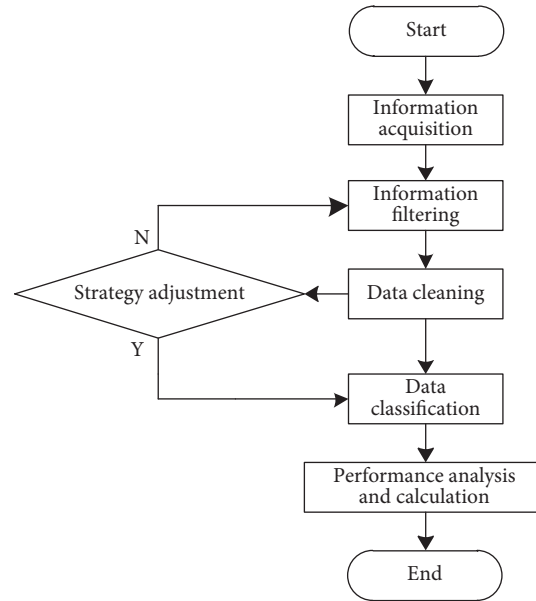 Start
Information
acquisition
Information
filtering
N
Strategy adjustment
Data cleaning
Y
Data
classification
Performance analysis
and calculation
End